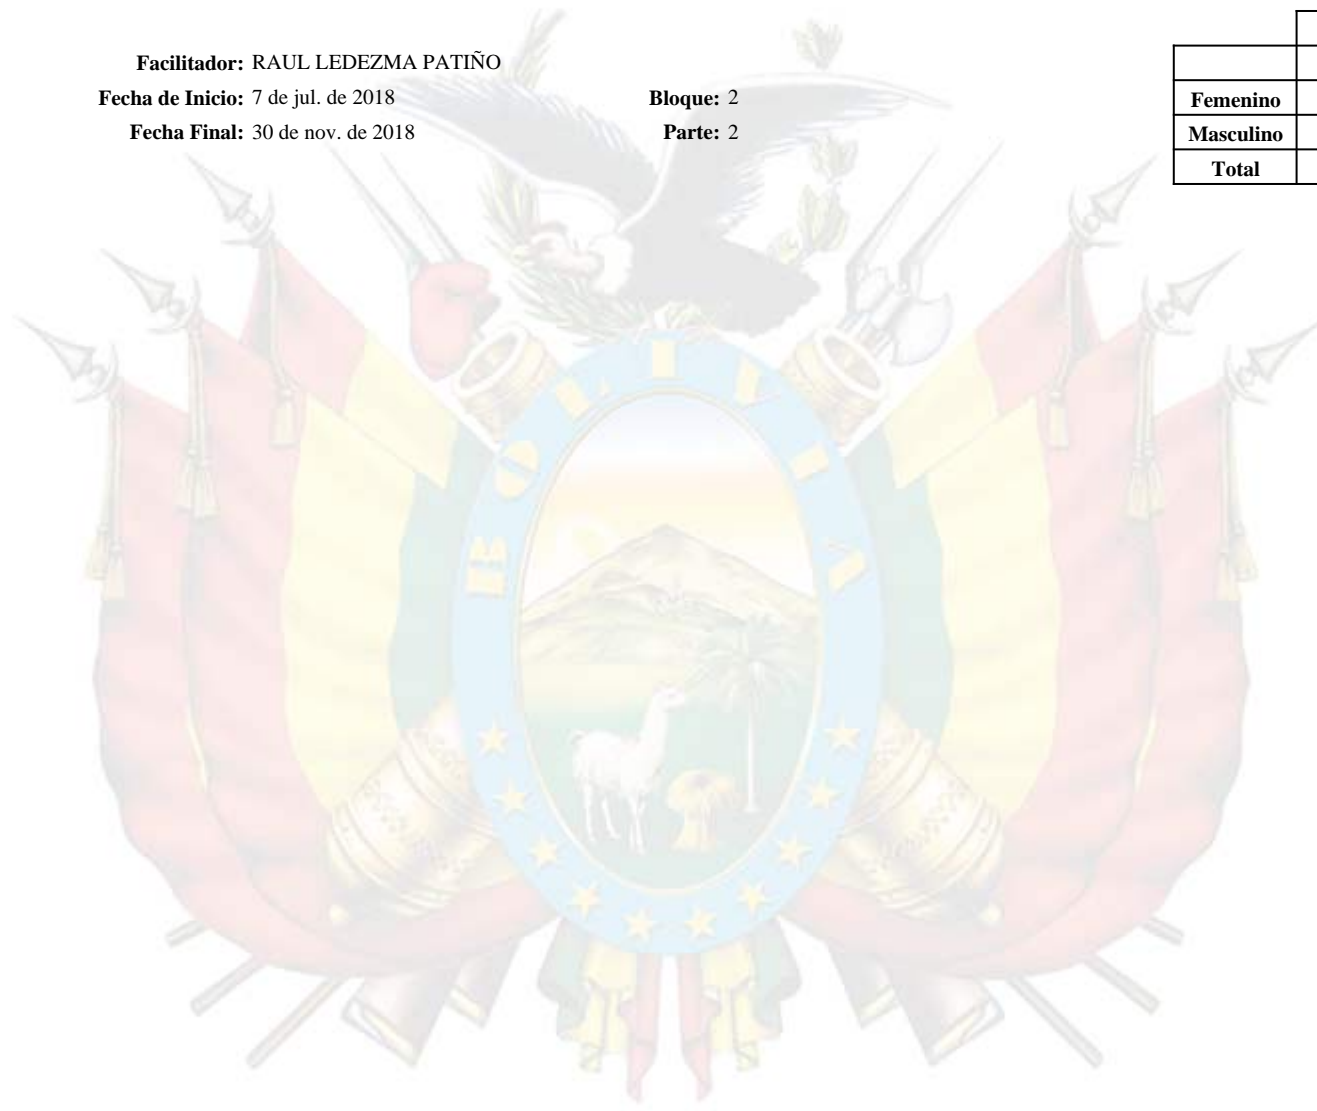 Facilitador: RAUL LEDEZMA PATIÑO
Fecha de Inicio: 7 de jul. de 2018 Bloque: 2
Fecha Final: 30 de nov. de 2018 Parte: 2
Femenino
Masculino
Total
BOLIVIA